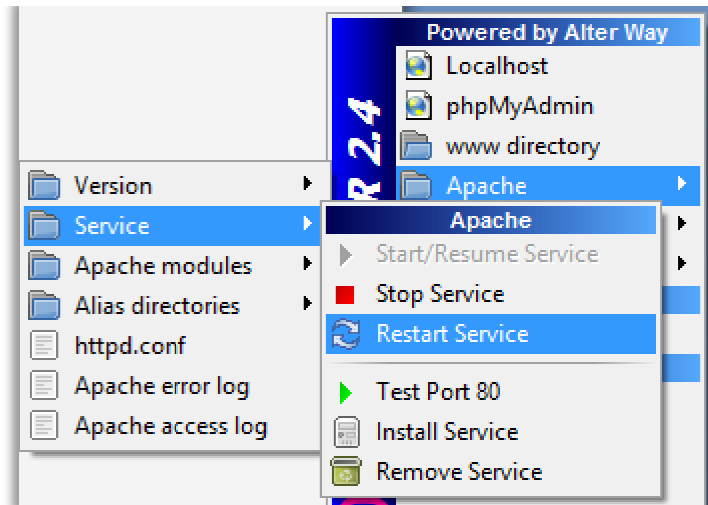 Powered by Alter Way
Localhost
phpMyAdmin
www directory
Apache
R 2.4
Version
Service
Apache modules
Alias directories
httpd.conf
Apache error log
Apache access log
Apache
Start/Resume Service
Stop Service
Restart Service
Test Port 80
Install Service
Remove Service